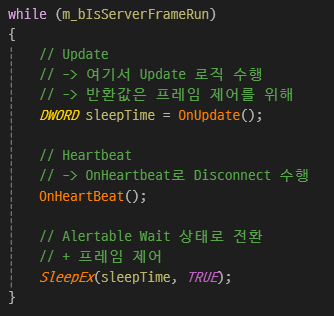 while (m_bIsServerFrameRun)
{
// Update
// -> 여기서 Update 로직 수행
// -> 반환값은 프레임 제어를 위해
DWORD sleepTime = OnUpdate();
// Heartbeat
// -> OnHeartbeat로 Disconnect 수행
OnHeartBeat();
// Alertable Wait 상태로 전환
// + 프레임 제어
SleepEx(sleepTime, TRUE);
}